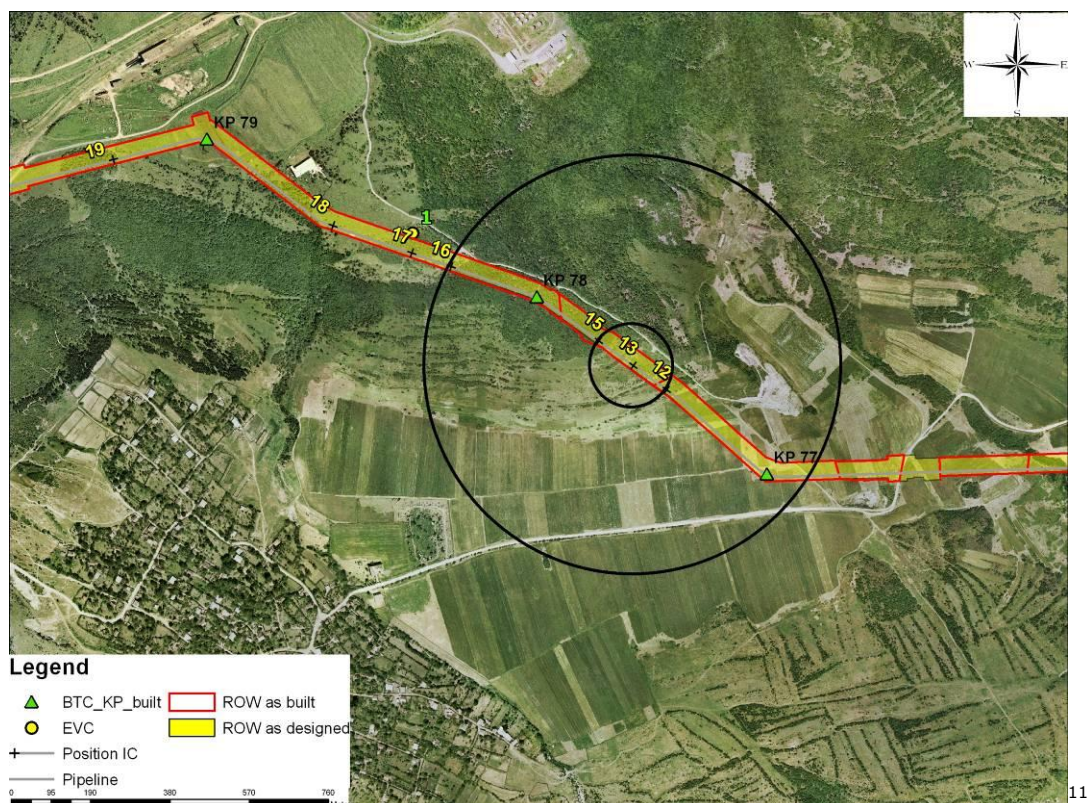 N
W E
S
KP 79
19
18
1
17
16
KP 78
15
13
12
KP 77
Legend
BTC_KP_built ROW as built
EVC ROW as designed
Position IC
Pipeline
0 95 190 380 570 760
11